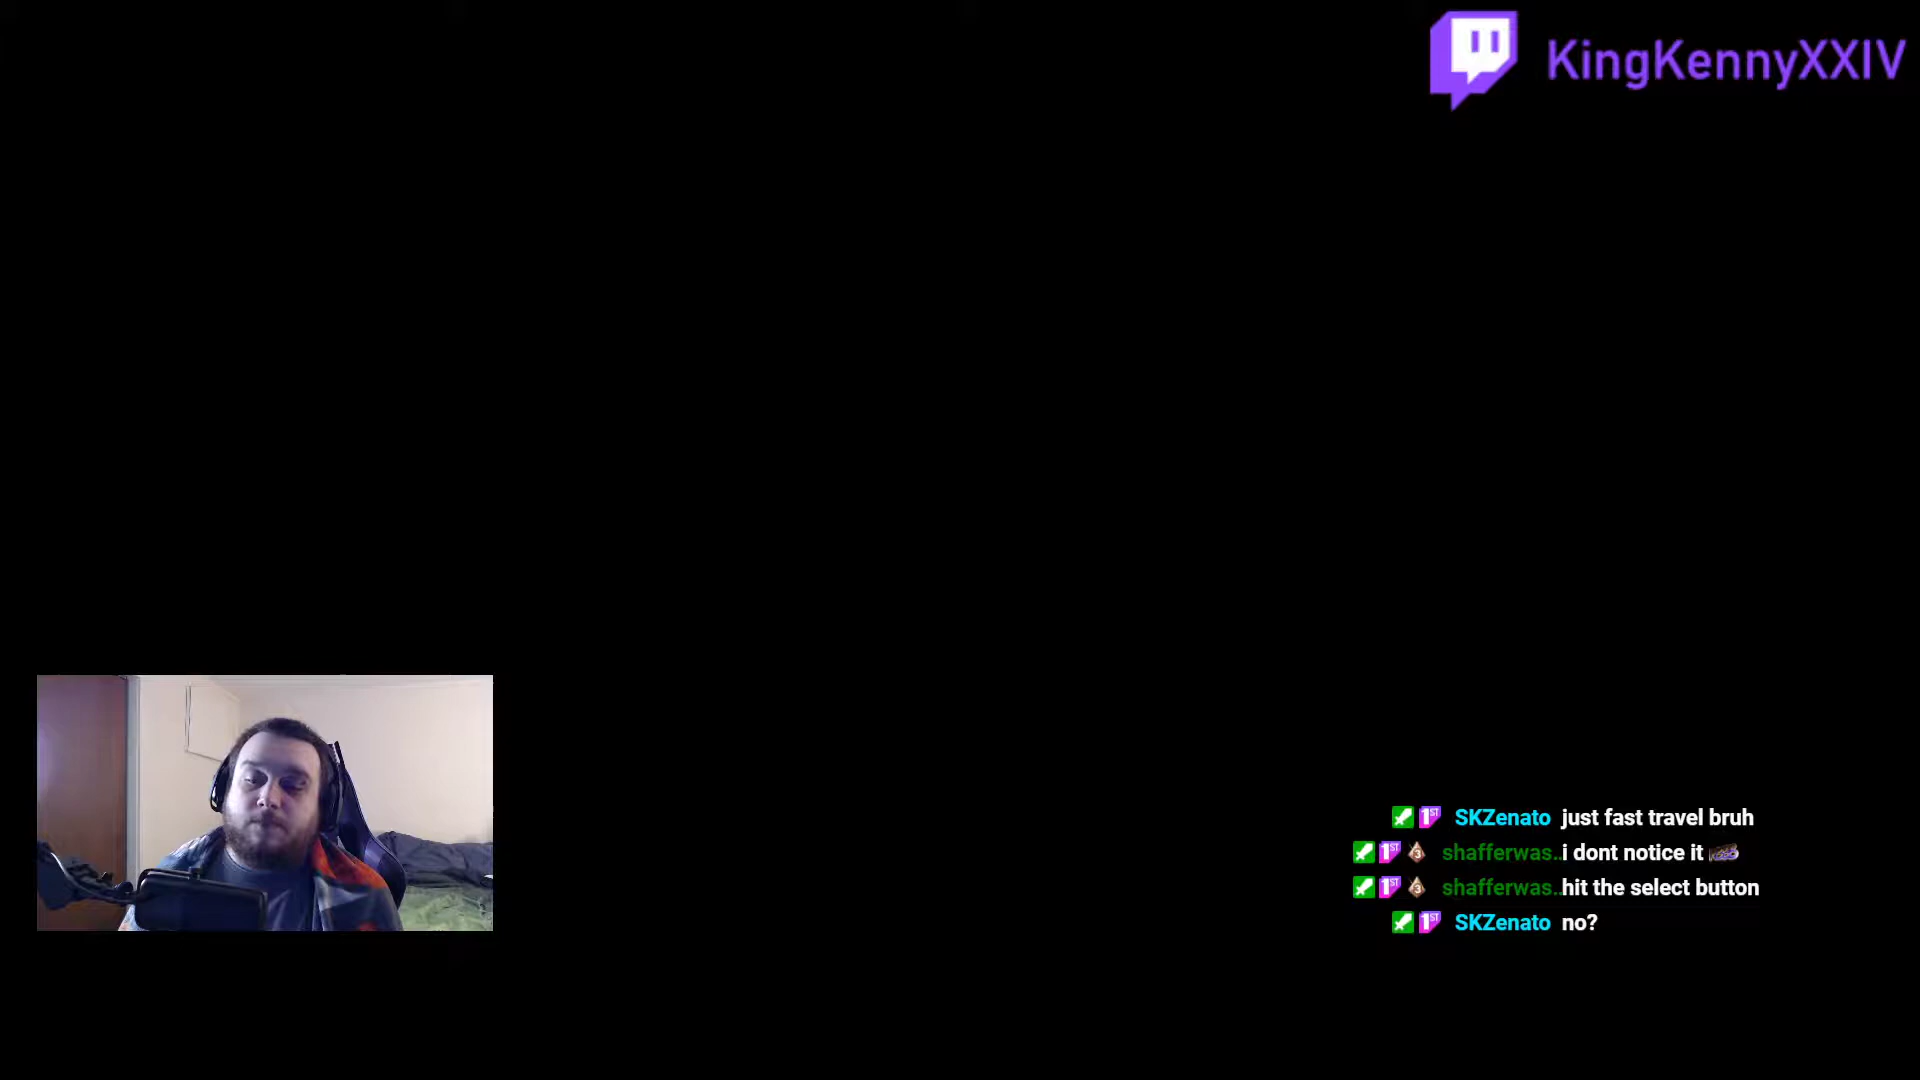 KingKennyXXIV
SKZenato just fast travel bruh
shafferwas..i dont notice it
shafferwas..hit the select button
SKZenato no?